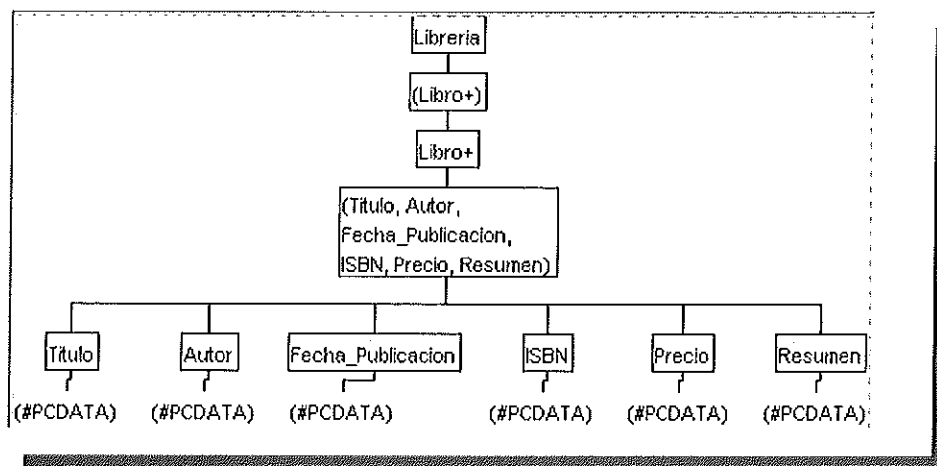 Libreria
(Libro+)
Libro+
(Titulo, Autor,
Fecha_Publicacion,
ISBN, Precio, Resumen)
Titulo Autor Fecha_Publicacion ISBN Precio Resumen
(#PCDATA) (#PCDATA) (#PCDATA) (#PCDATA) (#PCDATA) (#PCDATA)